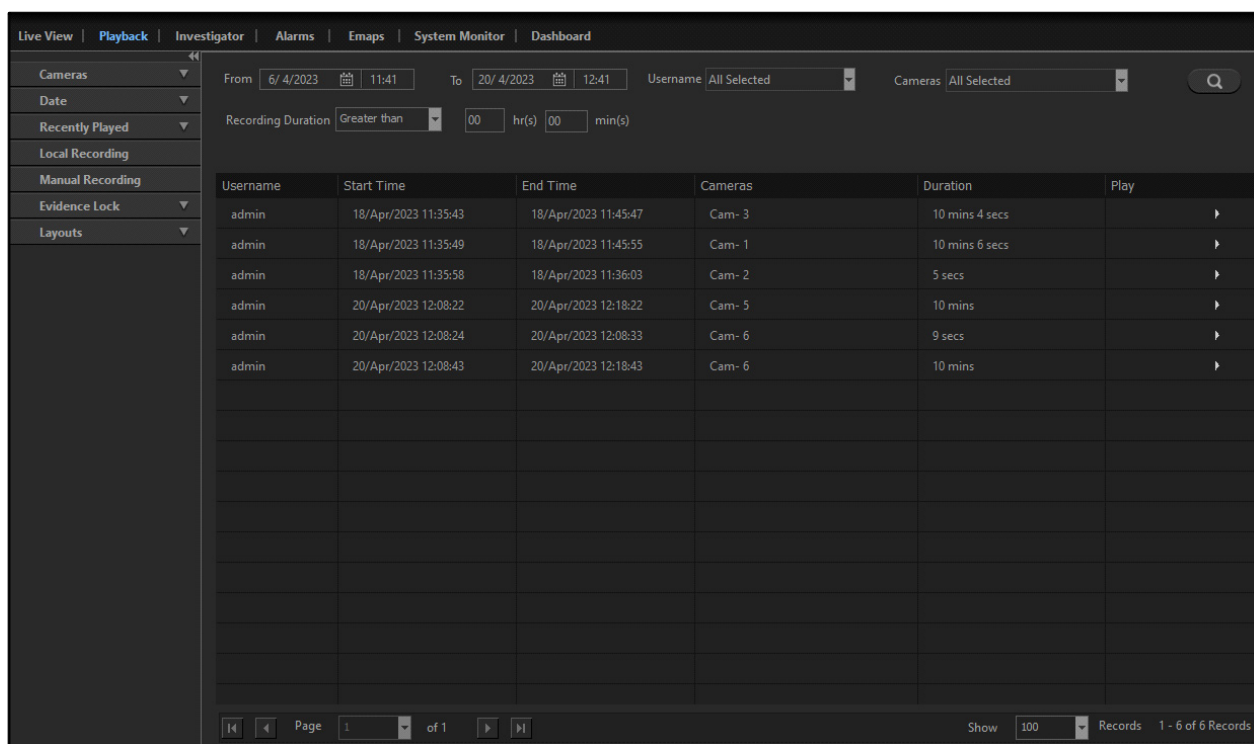 Live View | Playback | Investigator | Alarms | Emaps | System Monitor | Dashboard
Cameras
Date
Recently Played
Local Recording
Manual Recording
Evidence Lock
Layouts
From 6/ 4/2023 11:41 To 20/ 4/2023 12:41 Username All Selected Cameras All Selected
Recording Duration Greater than 00 hr(s) 00 min(s)
Username Start Time End Time Cameras Duration Play
admin 18/Apr/2023 11:35:43 18/Apr/2023 11:45:47 Cam- 3 10 mins 4 secs
admin 18/Apr/2023 11:35:49 18/Apr/2023 11:45:55 Cam- 1 10 mins 6 secs
admin 18/Apr/2023 11:35:58 18/Apr/2023 11:36:03 Cam- 2 5 secs
admin 20/Apr/2023 12:08:22 20/Apr/2023 12:18:22 Cam- 5 10 mins
admin 20/Apr/2023 12:08:24 20/Apr/2023 12:08:33 Cam- 6 9 secs
admin 20/Apr/2023 12:08:43 20/Apr/2023 12:18:43 Cam- 6 10 mins
Page 1 of 1 Show 100 Records 1 - 6 of 6 Records